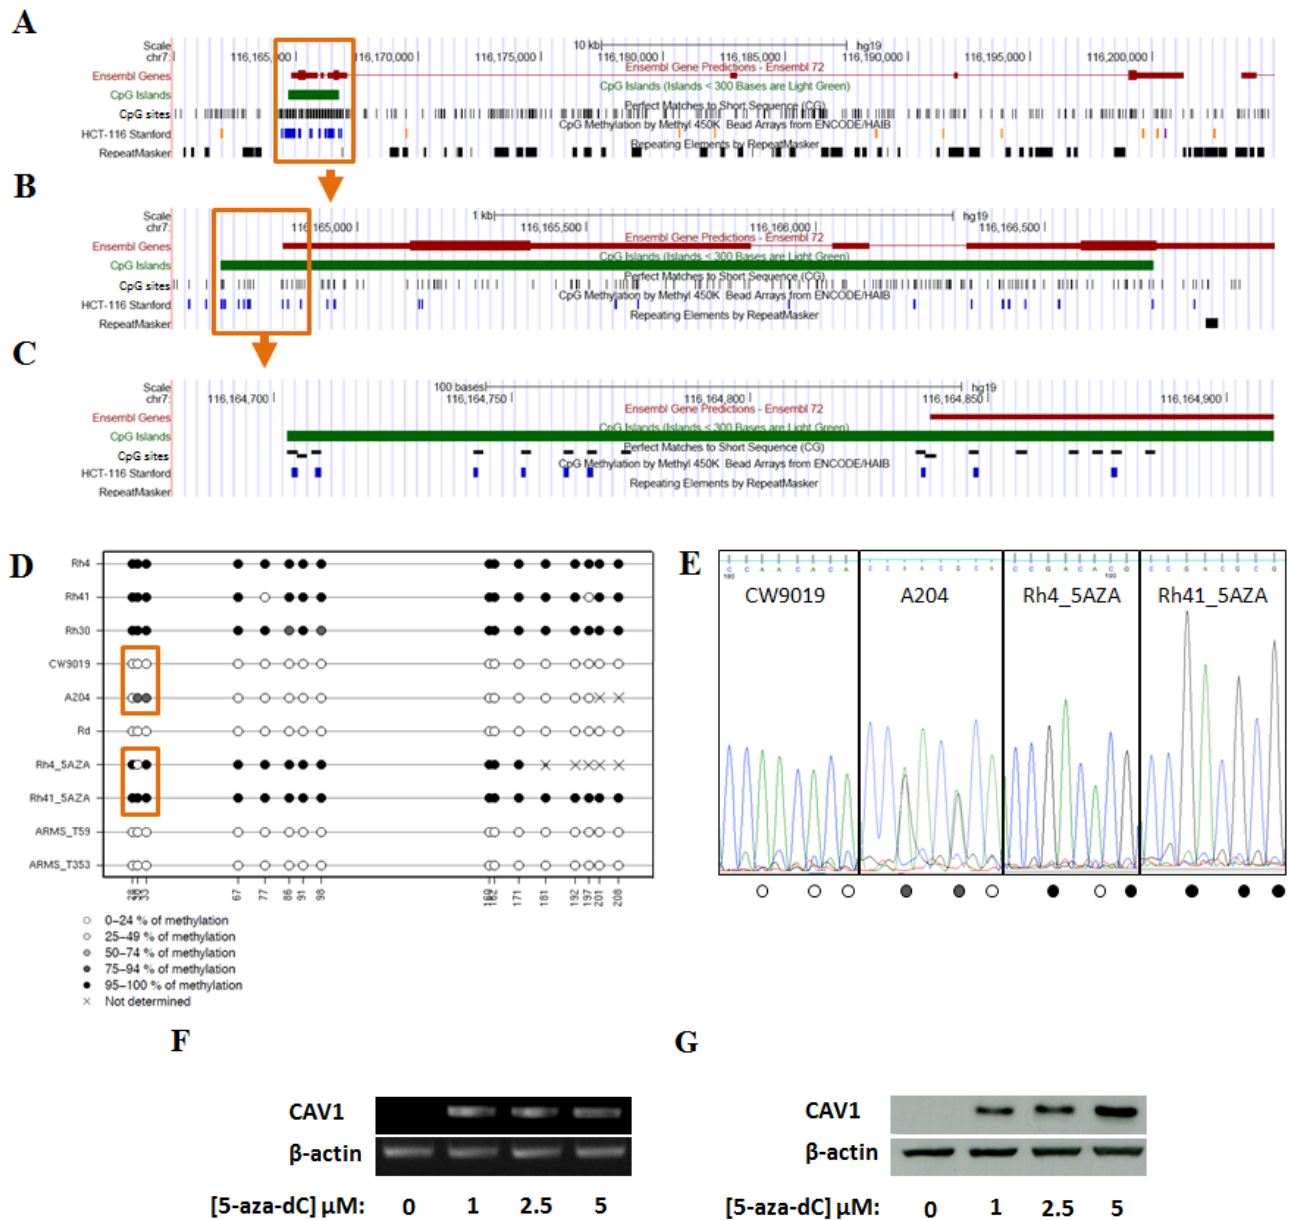 A
Scale
10 kb
hg19
chr7:
116,165,000
116,170,000
116,175,000
116,180,000
116,185,000
116,190,000
116,195,000
116,200,000
Ensembl Gene Predictions - Ensembl 72
Ensembl Genes
CpG Islands (Islands < 300 Bases are Light Green)
CpG Islands
Perfect Matches to Short Sequence (CG)
CpG sites
CpG Methylation by Methyl 450K Bead Arrays from ENCODE/HAIB
HCT-116 Stanford
Repeating Elements by RepeatMasker
RepeatMasker
B
Scale
1 kb
hg19
chr7:
116,165,000
116,165,500
116,166,000
116,166,500
Ensembl Gene Predictions - Ensembl 72
Ensembl Genes
CpG Islands (Islands < 300 Bases are Light Green)
CpG Islands
Perfect Matches to Short Sequence (CG)
CpG sites
CpG Methylation by Methyl 450K Bead Arrays from ENCODE/HAIB
HCT-116 Stanford
Repeating Elements by RepeatMasker
RepeatMasker
C
Scale
100 bases
hg19
chr7:
116,164,700
116,164,750
116,164,800
116,164,850
116,164,900
Ensembl Gene Predictions - Ensembl 72
Ensembl Genes
CpG Islands (Islands < 300 Bases are Light Green)
CpG Islands
Perfect Matches to Short Sequence (CG)
CpG sites
CpG Methylation by Methyl 450K Bead Arrays from ENCODE/HAIB
HCT-116 Stanford
Repeating Elements by RepeatMasker
RepeatMasker
D
Rh4
Rh41
Rh30
CW9019
A204
Rd
Rh4_5AZA
Rh41_5AZA
ARMS_T59
ARMS_T353
33 67 77 86 91 98 162 171 181 192 197 201 208
0–24 % of methylation
25–49 % of methylation
50–74 % of methylation
75–94 % of methylation
95–100 % of methylation
Not determined
E
C C A A C A C A
C C A A C G C A
C C G A C A C G
C C G A C G C G
180
190
CW9019
A204
Rh4_5AZA
Rh41_5AZA
F
CAV1
β-actin
[5-aza-dC] µM: 0 1 2.5 5
G
CAV1
β-actin
[5-aza-dC] µM: 0 1 2.5 5